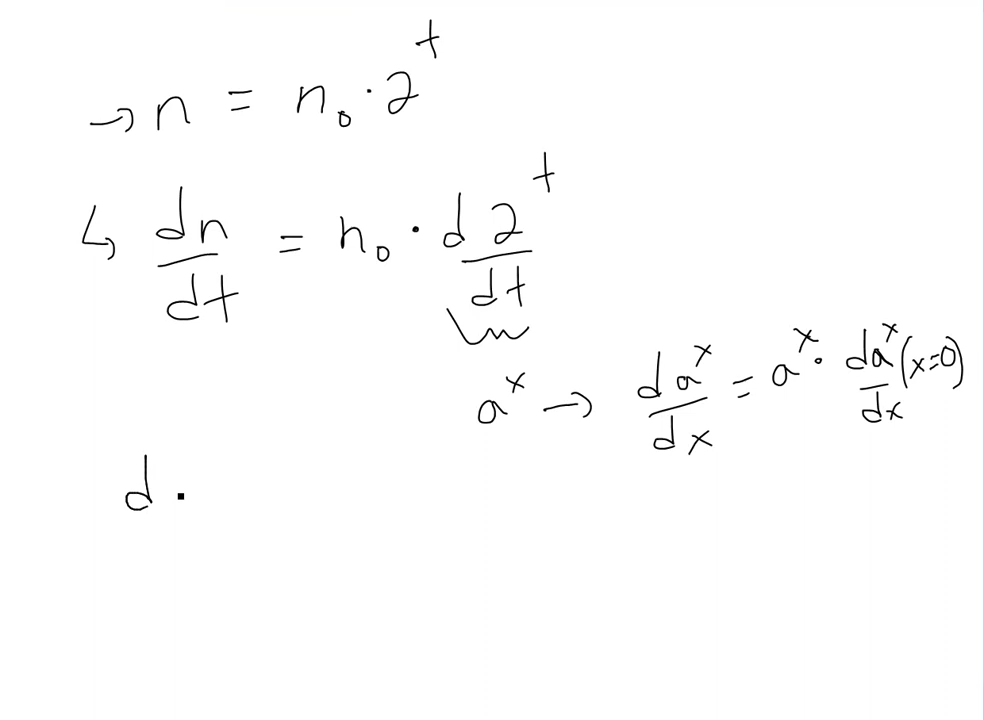 → n = n₀ · 2^t
↳ dn/dt = n₀ · d2^t/dt
a^x → da^x/dx = a^x · da^x/dx (x=0)
d ·